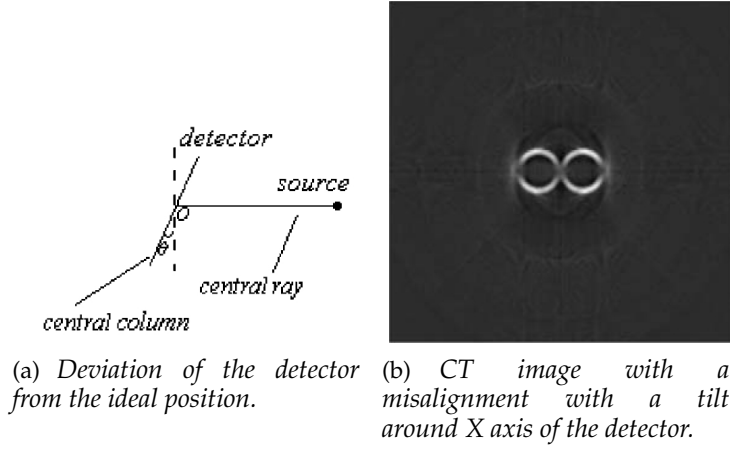 detector
source
O
θ
central ray
central column
(a) Deviation of the detector
from the ideal position.
(b) CT image with a
misalignment with a tilt
around X axis of the detector.